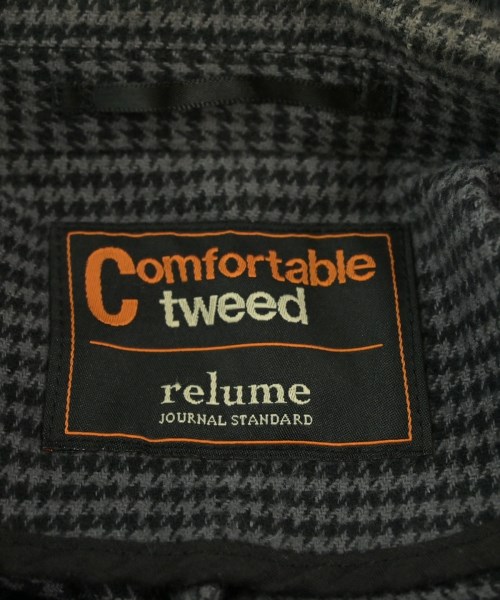 Comfortable
tweed
relume
JOURNAL STANDARD